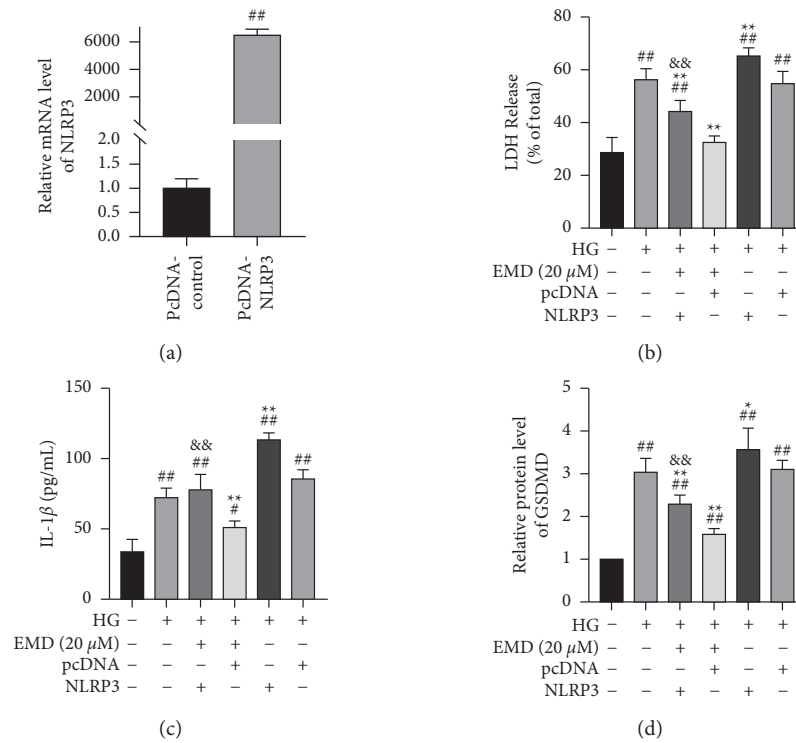 ##
6000
4000
2000
2.0
1.5
1.0
0.5
0.0
Relative mRNA level
of NLRP3
PcDNA-
control
PcDNA-
NLRP3
(a)
80
60
40
20
0
LDH Release
(% of total)
##
&&
**
##
**
**
##
##
HG – + + + + +
EMD (20 μM) – – + + – –
pcDNA – – – + – +
NLRP3 – – + – + –
(b)
150
100
50
0
IL-1β (pg/mL)
##
&&
##
**
#
**
##
##
HG – + + + + +
EMD (20 μM) – – + + – –
pcDNA – – – + – +
NLRP3 – – + – + –
(c)
5
4
3
2
1
0
Relative protein level
of GSDMD
##
&&
**
##
**
##
*
##
##
HG – + + + + +
EMD (20 μM) – – + + – –
pcDNA – – – + – +
NLRP3 – – + – + –
(d)